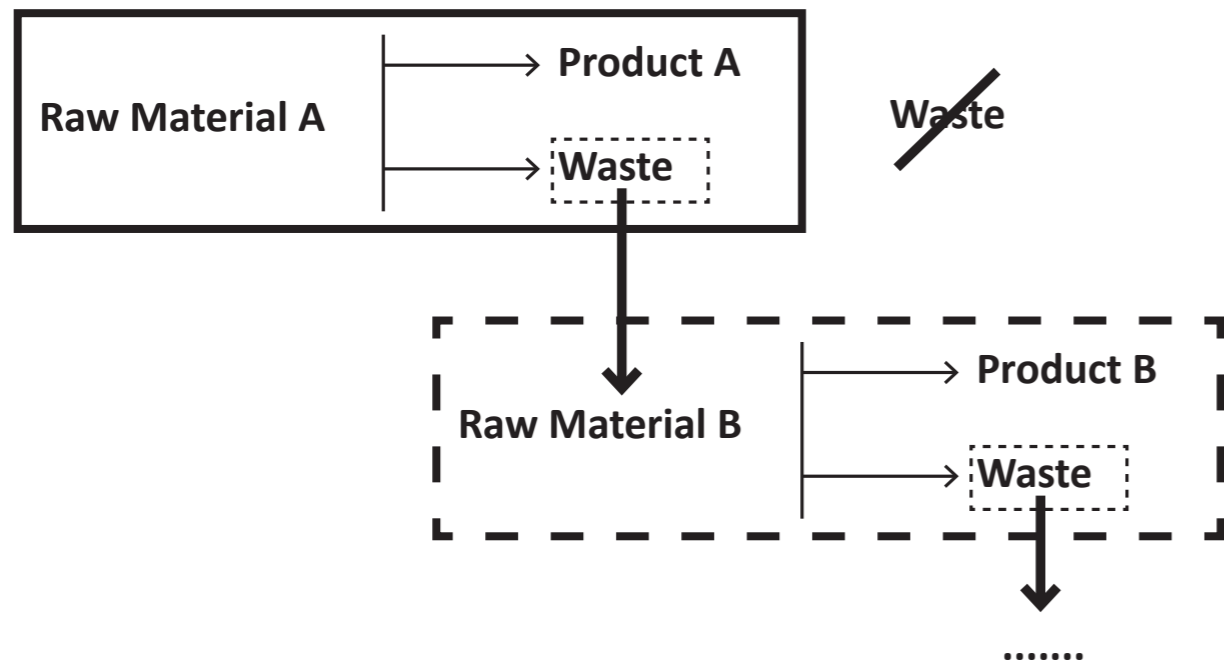 Product A
Raw Material A
Waste
Waste
Product B
Raw Material B
Waste
.......